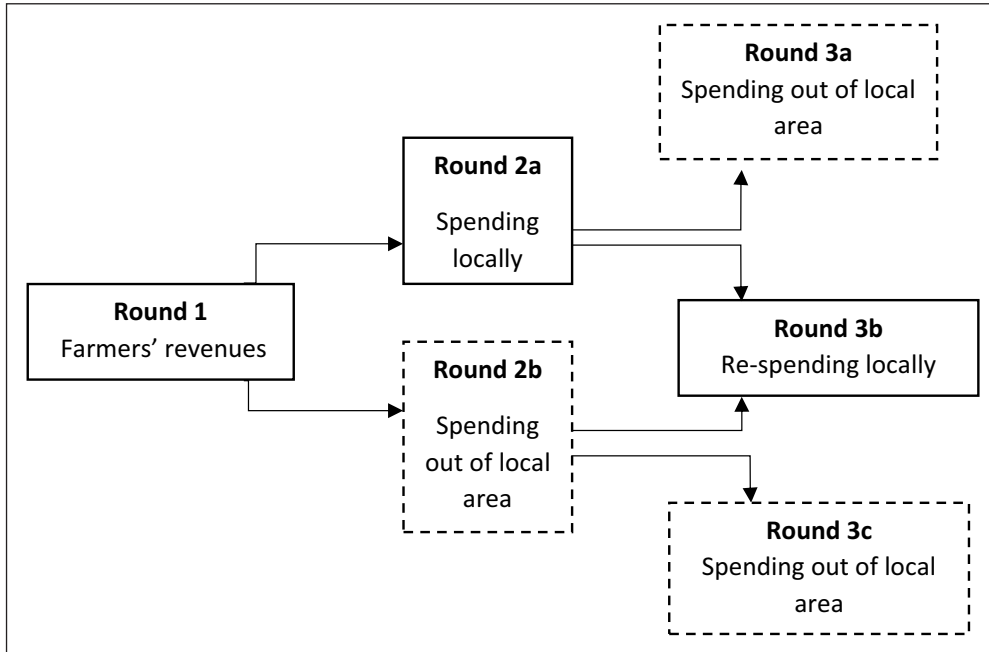 Round 3a
Spending out of local
area
Round 2a
Spending
locally
Round 1
Farmers’ revenues
Round 3b
Re-spending locally
Round 2b
Spending
out of local
area
Round 3c
Spending out of local
area